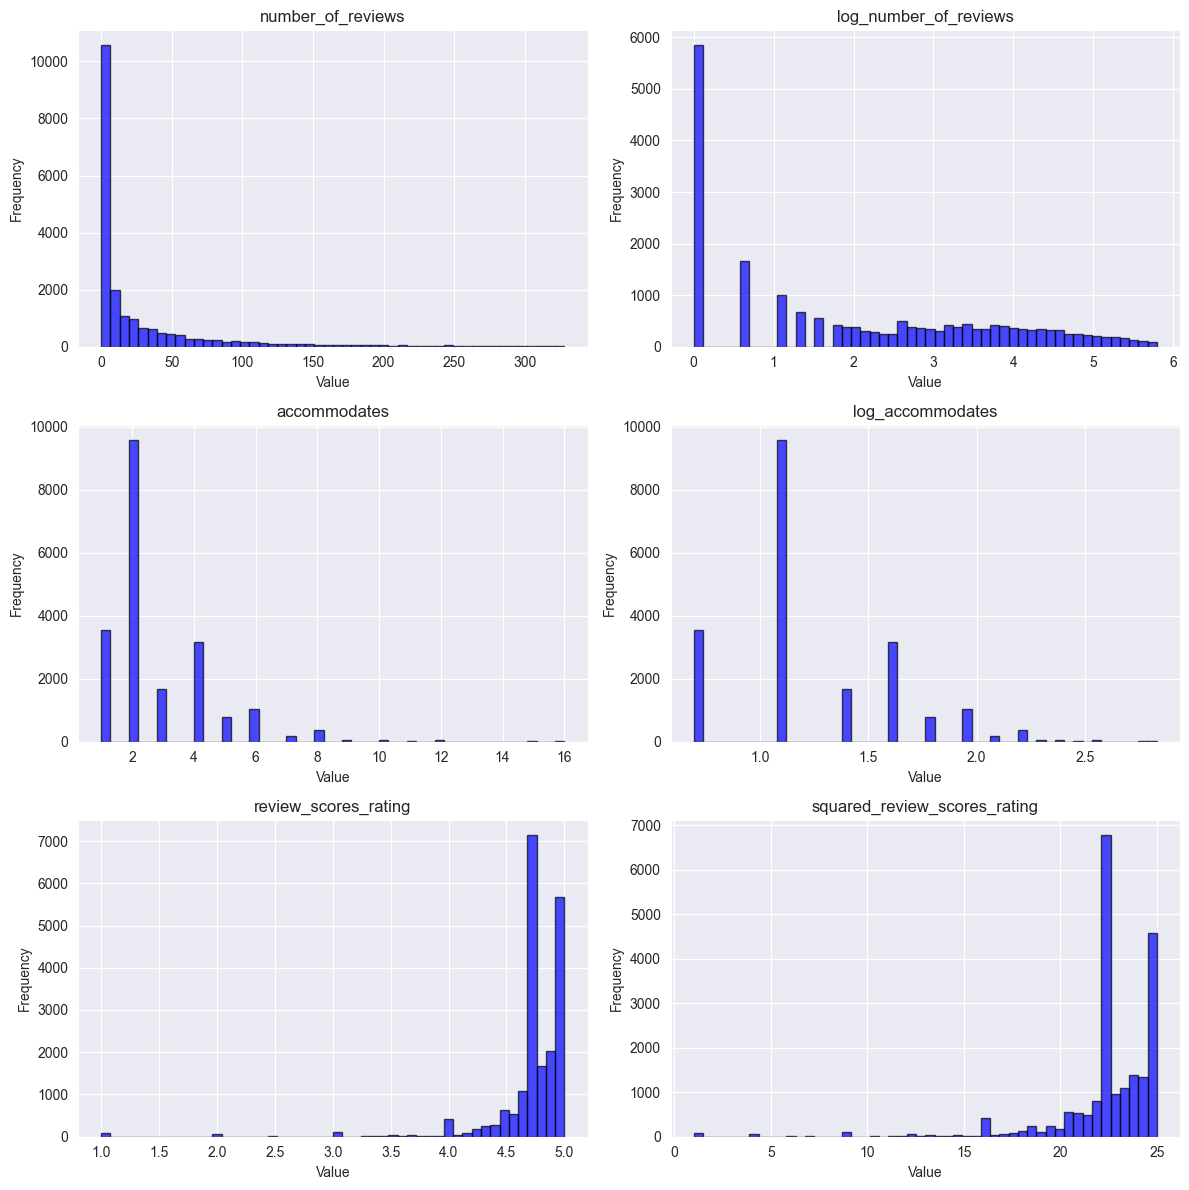 number_of_reviews
10000
8000
6000
4000
2000
0
Frequency
0 50 100 150 200 250 300
Value
log_number_of_reviews
6000
5000
4000
3000
2000
1000
0
Frequency
0 1 2 3 4 5 6
Value
accommodates
10000
8000
6000
4000
2000
0
Frequency
2 4 6 8 10 12 14 16
Value
log_accommodates
10000
8000
6000
4000
2000
0
Frequency
1.0 1.5 2.0 2.5
Value
review_scores_rating
7000
6000
5000
4000
3000
2000
1000
0
Frequency
1.0 1.5 2.0 2.5 3.0 3.5 4.0 4.5 5.0
Value
squared_review_scores_rating
7000
6000
5000
4000
3000
2000
1000
0
Frequency
0 5 10 15 20 25
Value